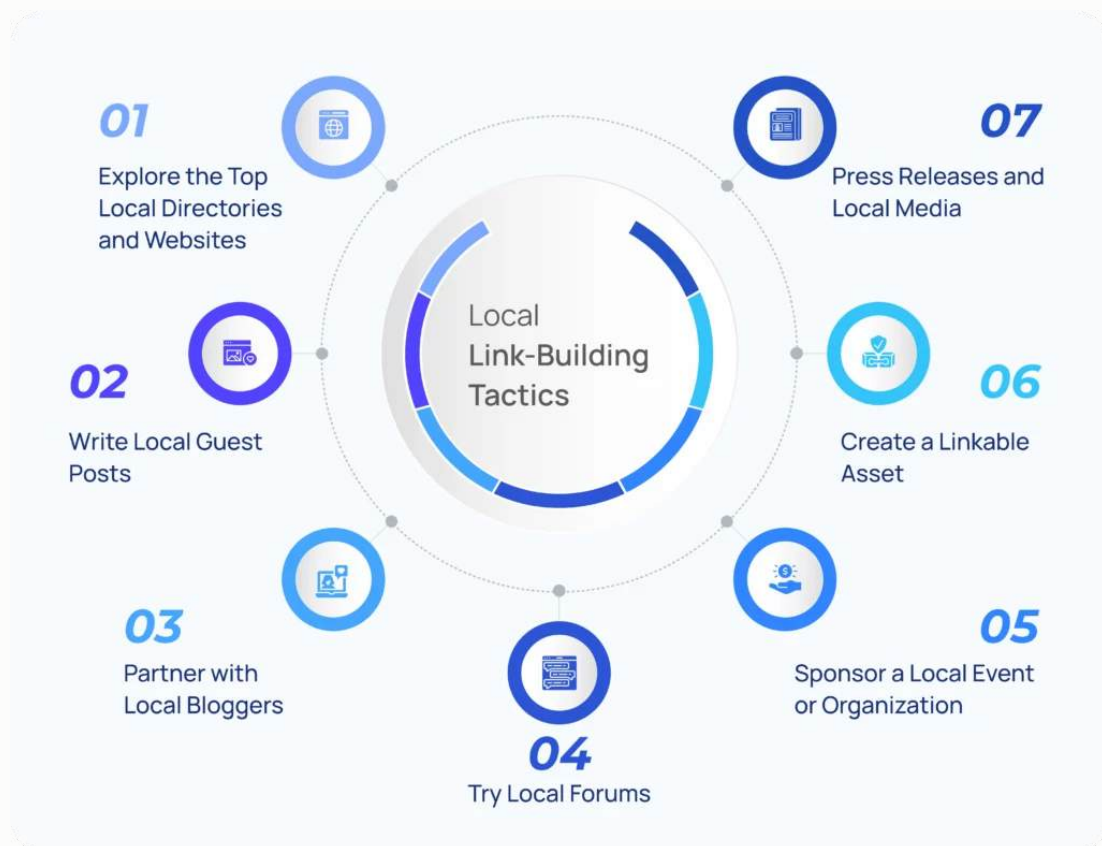 Local
Link-Building
Tactics
01
Explore the Top
Local Directories
and Websites
02
Write Local Guest
Posts
03
Partner with
Local Bloggers
04
Try Local Forums
05
Sponsor a Local Event
or Organization
06
Create a Linkable
Asset
07
Press Releases and
Local Media